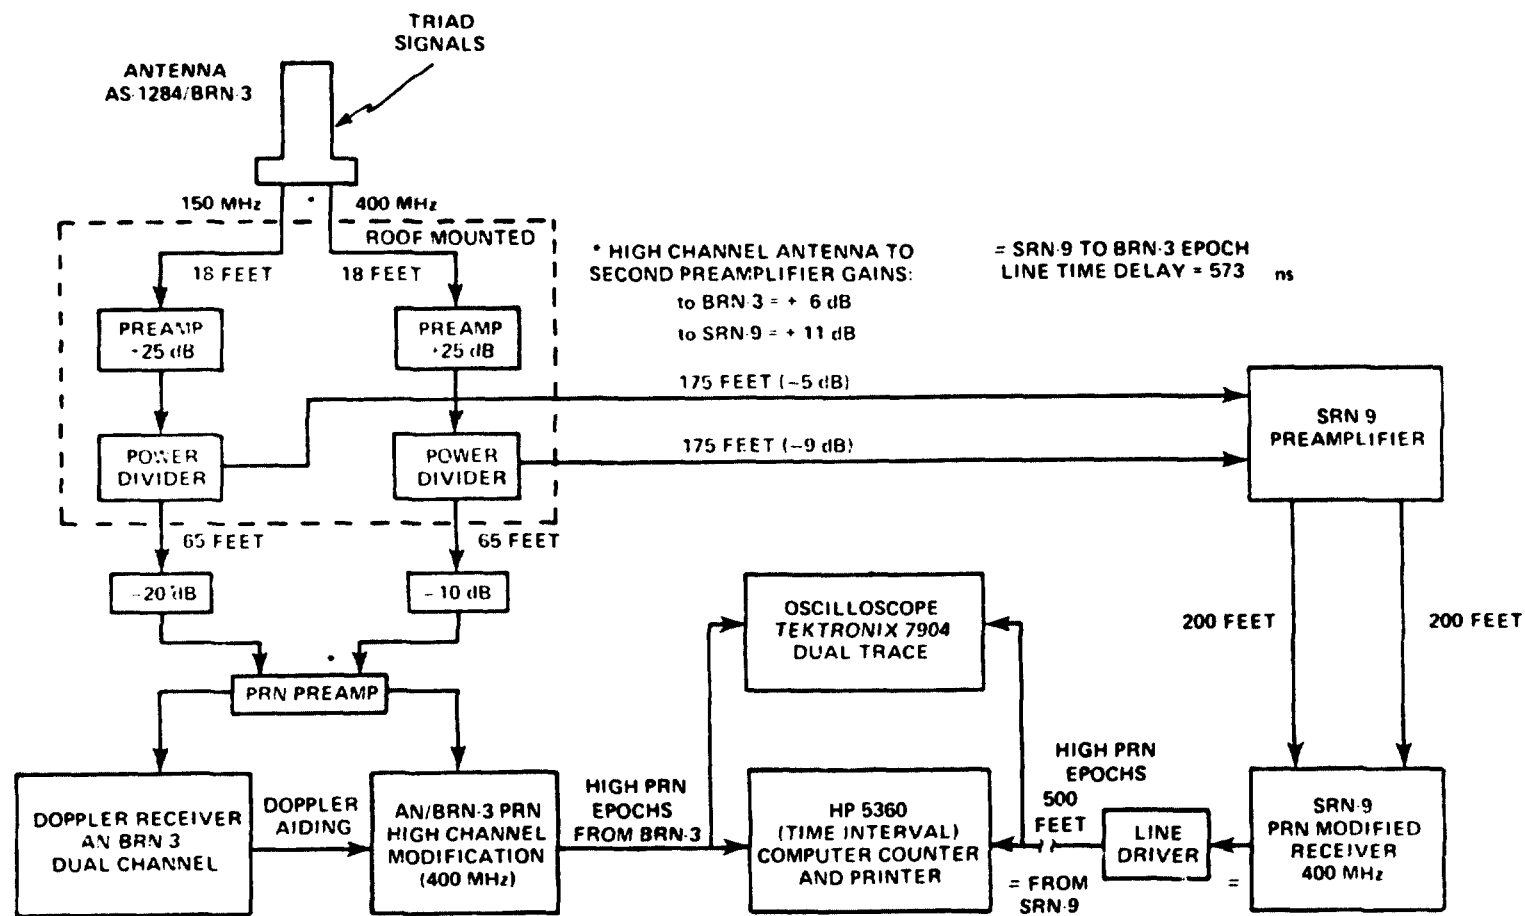 TRIAD
SIGNALS
ANTENNA
AS-1284/BRN-3
150 MHz
*
400 MHz
ROOF MOUNTED
18 FEET
18 FEET
PREAMP
+25 dB
PREAMP
+25 dB
* HIGH CHANNEL ANTENNA TO
SECOND PREAMPLIFIER GAINS:
to BRN-3 = + 6 dB
to SRN-9 = + 11 dB
= SRN-9 TO BRN-3 EPOCH
LINE TIME DELAY = 573 ns
175 FEET (-5 dB)
175 FEET (-9 dB)
POWER
DIVIDER
POWER
DIVIDER
SRN 9
PREAMPLIFIER
65 FEET
65 FEET
-20 dB
-10 dB
*
PRN PREAMP
OSCILLOSCOPE
TEKTRONIX 7904
DUAL TRACE
200 FEET
200 FEET
DOPPLER RECEIVER
AN BRN 3
DUAL CHANNEL
DOPPLER
AIDING
AN/BRN-3 PRN
HIGH CHANNEL
MODIFICATION
(400 MHz)
HIGH PRN
EPOCHS
FROM BRN-3
HP 5360
(TIME INTERVAL)
COMPUTER COUNTER
AND PRINTER
HIGH PRN
EPOCHS
500
FEET
= FROM
SRN-9
LINE
DRIVER
=
SRN-9
PRN MODIFIED
RECEIVER
400 MHz